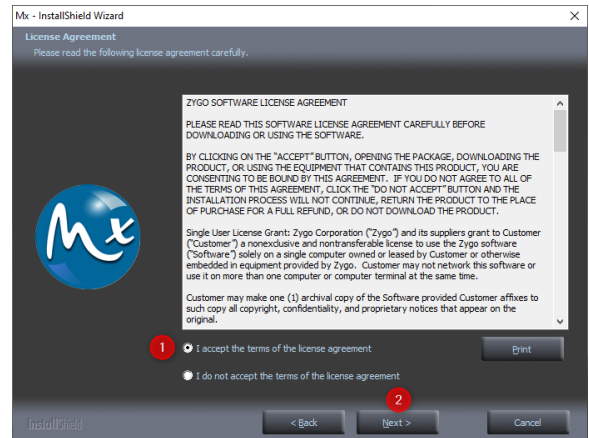 Mx - InstallShield Wizard
License Agreement
Please read the following license agreement carefully.
ZYGO SOFTWARE LICENSE AGREEMENT
PLEASE READ THIS SOFTWARE LICENSE AGREEMENT CAREFULLY BEFORE
DOWNLOADING OR USING THE SOFTWARE.
BY CLICKING ON THE "ACCEPT" BUTTON, OPENING THE PACKAGE, DOWNLOADING THE
PRODUCT, OR USING THE EQUIPMENT THAT CONTAINS THIS PRODUCT, YOU ARE
CONSENTING TO BE BOUND BY THIS AGREEMENT.  IF YOU DO NOT AGREE TO ALL OF
THE TERMS OF THIS AGREEMENT, CLICK THE "DO NOT ACCEPT" BUTTON AND THE
INSTALLATION PROCESS WILL NOT CONTINUE, RETURN THE PRODUCT TO THE PLACE
OF PURCHASE FOR A FULL REFUND, OR DO NOT DOWNLOAD THE PRODUCT.
Single User License Grant: Zygo Corporation ("Zygo") and its suppliers grant to Customer
("Customer") a nonexclusive and nontransferable license to use the Zygo software
("Software") solely on a single computer owned or leased by Customer or otherwise
embedded in equipment provided by Zygo.  Customer may not network this software or
use it on more than one computer or computer terminal at the same time.
Customer may make one (1) archival copy of the Software provided Customer affixes to
such copy all copyright, confidentiality, and proprietary notices that appear on the
original.
Mx
1
I accept the terms of the license agreement
Print
I do not accept the terms of the license agreement
2
InstallShield
< Back
Next >
Cancel